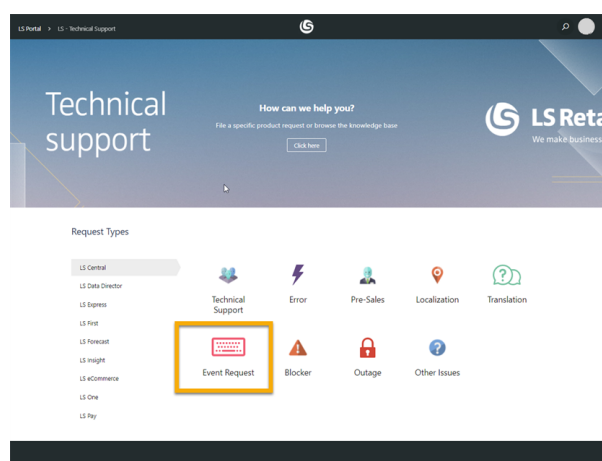 LS Portal > LS - Technical Support
Technical support
How can we help you?
File a specific product request or browse the knowledge base
Click here
LS Reta
We make business
Request Types
LS Central
LS Data Director
LS Express
LS First
LS Forecast
LS Insight
LS eCommerce
LS One
LS Pay
Technical Support
Error
Pre-Sales
Localization
Translation
Event Request
Blocker
Outage
Other Issues